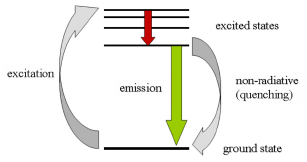 excited states
excitation
emission
non-radiative
(quenching)
ground state